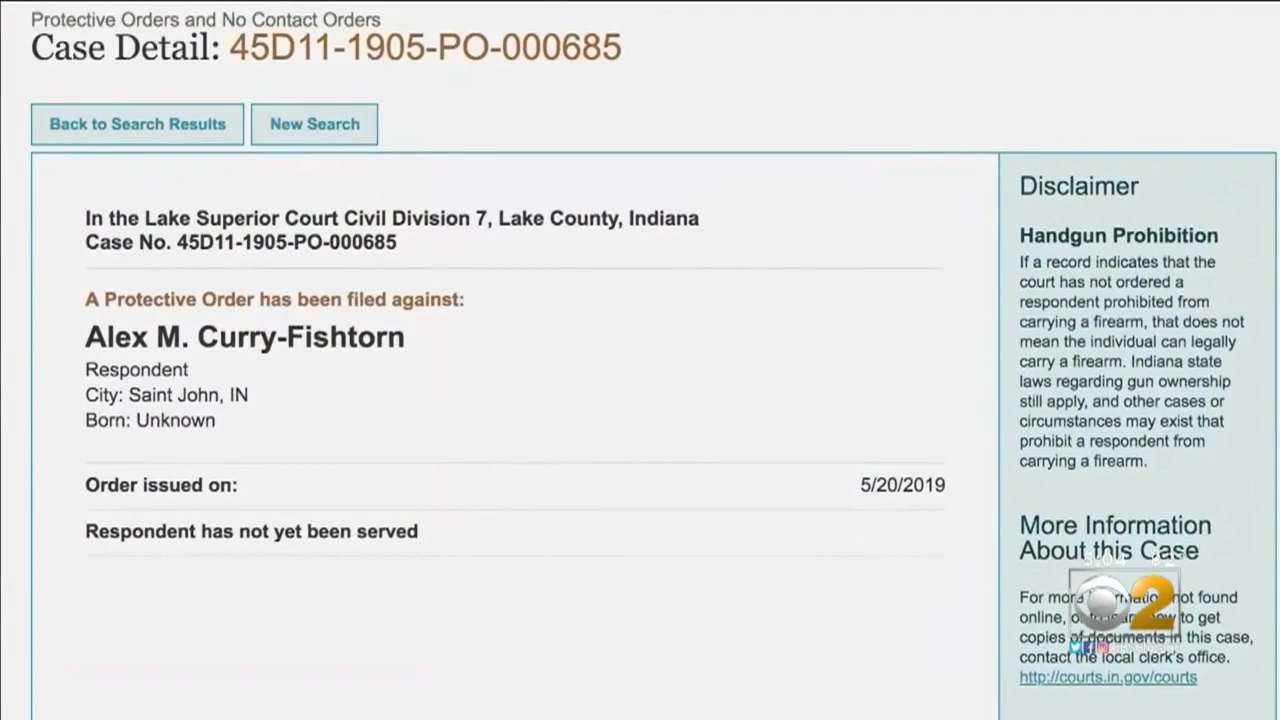 Protective Orders and No Contact Orders
Case Detail: 45D11-1905-PO-000685
Back to Search Results
New Search
In the Lake Superior Court Civil Division 7, Lake County, Indiana
Case No. 45D11-1905-PO-000685
A Protective Order has been filed against:
Alex M. Curry-Fishtorn
Respondent
City: Saint John, IN
Born: Unknown
Order issued on:
5/20/2019
Respondent has not yet been served
Disclaimer
Handgun Prohibition
If a record indicates that the
court has not ordered a
respondent prohibited from
carrying a firearm, that does not
mean the individual can legally
carry a firearm. Indiana state
laws regarding gun ownership
still apply, and other cases or
circumstances may exist that
prohibit a respondent from
carrying a firearm.
More Information
About this Case
5:04
For more not found
online, to get
copies of documents in this case,
contact the local clerk's office.
http://courts.in.gov/courts
2